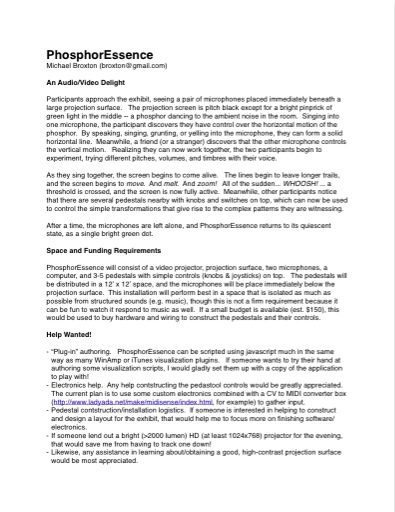 PhosphorEssence
Michael Broxton (broxton@gmail.com)
An Audio/Video Delight
Participants approach the exhibit, seeing a pair of microphones placed immediately beneath a
large projection surface. The projection screen is pitch black except for a bright pinprick of
green light in the middle -- a phosphor dancing to the ambient noise in the room. Singing into
one microphone, the participant discovers they have control over the horizontal motion of the
phosphor. By speaking, singing, grunting, or yelling into the microphone, they can form a solid
horizontal line. Meanwhile, a friend (or a stranger) discovers that the other microphone controls
the vertical motion. Realizing they can now work together, the two participants begin to
experiment, trying different pitches, volumes, and timbres with their voice.
As they sing together, the screen begins to come alive. The lines begin to leave longer trails,
and the screen begins to move. And melt. And zoom! All of the sudden... WHOOSH! ... a
threshold is crossed, and the screen is now fully active. Meanwhile, other participants notice
that there are several pedestals nearby with knobs and switches on top, which can now be used
to control the simple transformations that give rise to the complex patterns they are witnessing.
After a time, the microphones are left alone, and PhosphorEssence returns to its quiescent
state, as a single bright green dot.
Space and Funding Requirements
PhosphorEssence will consist of a video projector, projection surface, two microphones, a
computer, and 3-5 pedestals with simple controls (knobs & joysticks) on top. The pedestals will
be distributed in a 12' x 12' space, and the microphones will be place immediately below the
projection surface. This installation will perform best in a space that is isolated as much as
possible from structured sounds (e.g. music), though this is not a firm requirement because it
can be fun to watch it respond to music as well. If a small budget is available (est. $150), this
would be used to buy hardware and wiring to construct the pedestals and their controls.
Help Wanted!
- "Plug-in" authoring. PhosphorEssence can be scripted using javascript much in the same
way as many WinAmp or iTunes visualization plugins. If someone wants to try their hand at
authoring some visualization scripts, I would gladly set them up with a copy of the application
to play with!
- Electronics help. Any help contstructing the pedastool controls would be greatly appreciated.
The current plan is to use some custom electronics combined with a CV to MIDI converter box
(http://www.ladyada.net/make/midisense/index.html, for example) to gather input.
- Pedestal contstruction/installation logistics. If someone is interested in helping to construct
and design a layout for the exhibit, that would help me to focus more on finishing software/
electronics.
- If someone lend out a bright (>2000 lumen) HD (at least 1024x768) projector for the evening,
that would save me from having to track one down!
- Likewise, any assistance in learning about/obtaining a good, high-contrast projection surface
would be most appreciated.